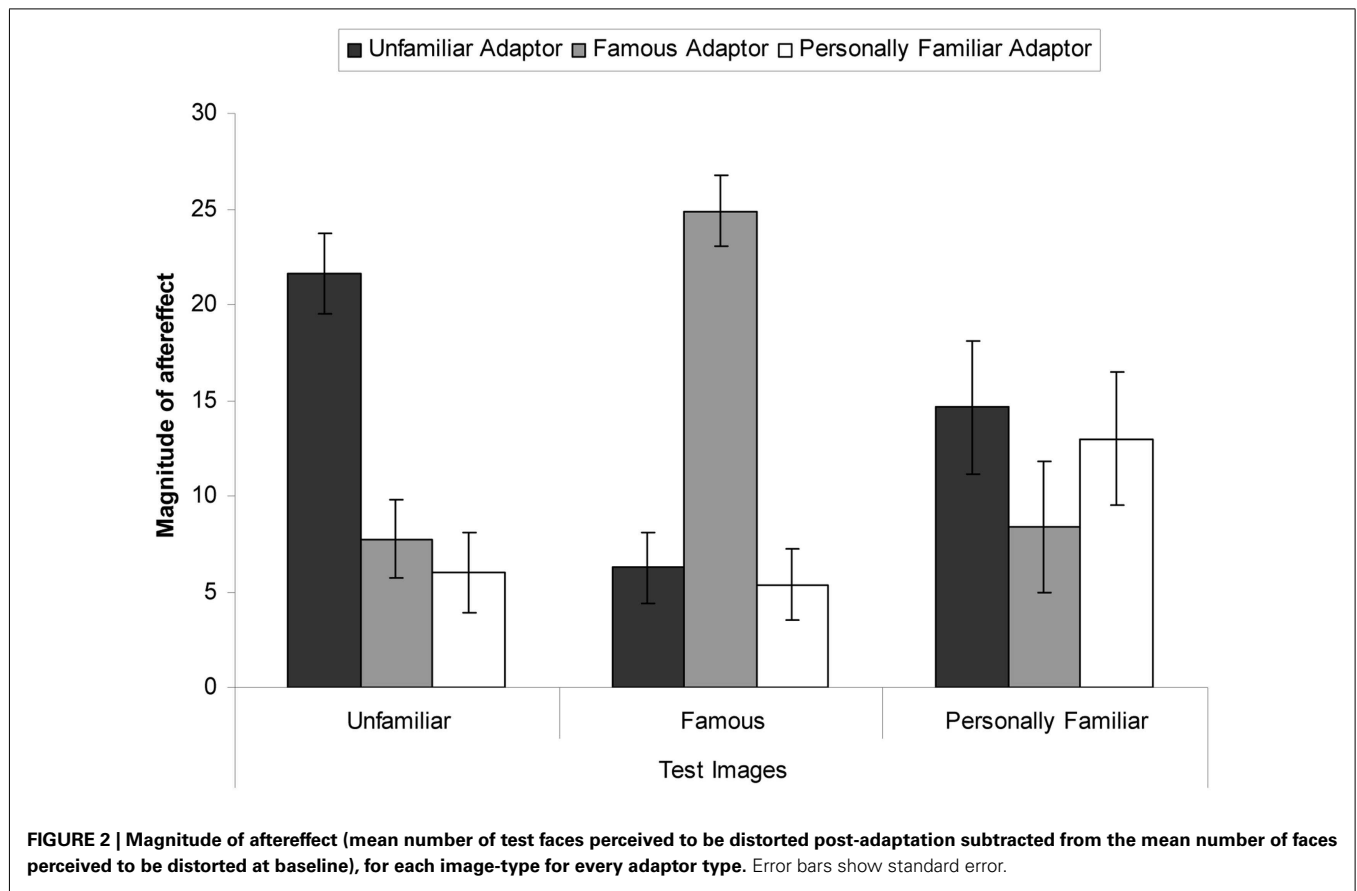 Unfamiliar Adaptor Famous Adaptor Personally Familiar Adaptor
30
25
20
15
10
5
0
Magnitude of aftereffect
Unfamiliar Famous Personally Familiar
Test Images
FIGURE 2 | Magnitude of aftereffect (mean number of test faces perceived to be distorted post-adaptation subtracted from the mean number of faces
perceived to be distorted at baseline), for each image-type for every adaptor type. Error bars show standard error.